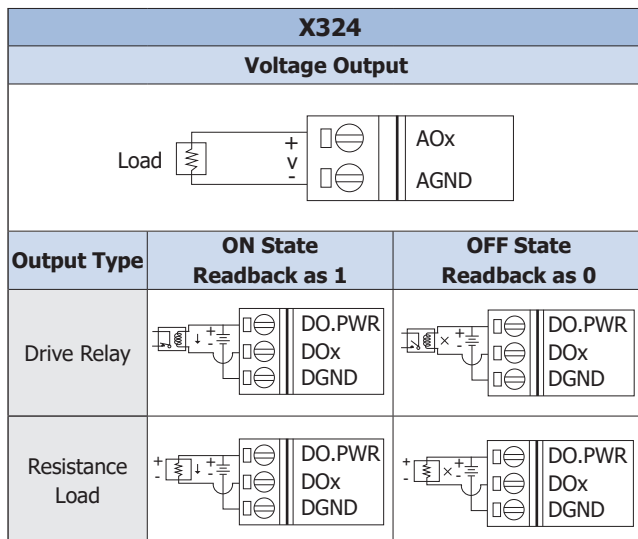 X324
Voltage Output
Load
+
v
-
AOx
AGND
Output Type
ON State
Readback as 1
OFF State
Readback as 0
Drive Relay
+
-
DO.PWR
DOx
DGND
+
-
DO.PWR
DOx
DGND
Resistance
Load
+
-
+
-
DO.PWR
DOx
DGND
+
-
+
-
DO.PWR
DOx
DGND